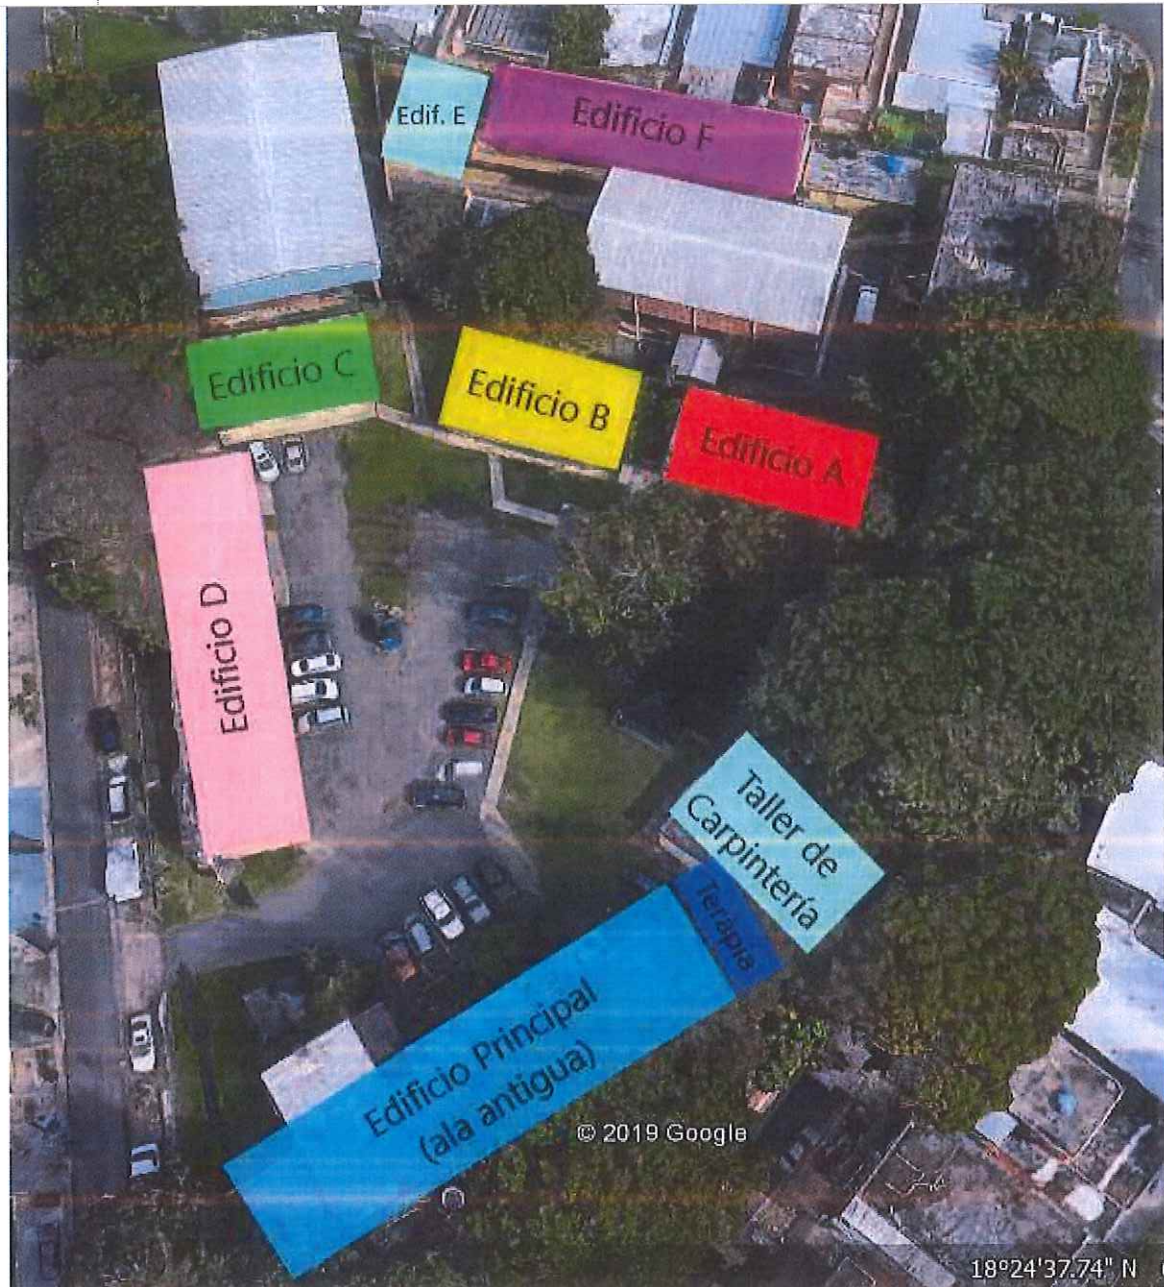 Edif. E
Edificio F
Edificio C
Edificio B
Edificio A
Edificio D
Taller de
Carpintería
Terapia
Edificio Principal
(ala antigua)
© 2019 Google
18°24'37.74" N